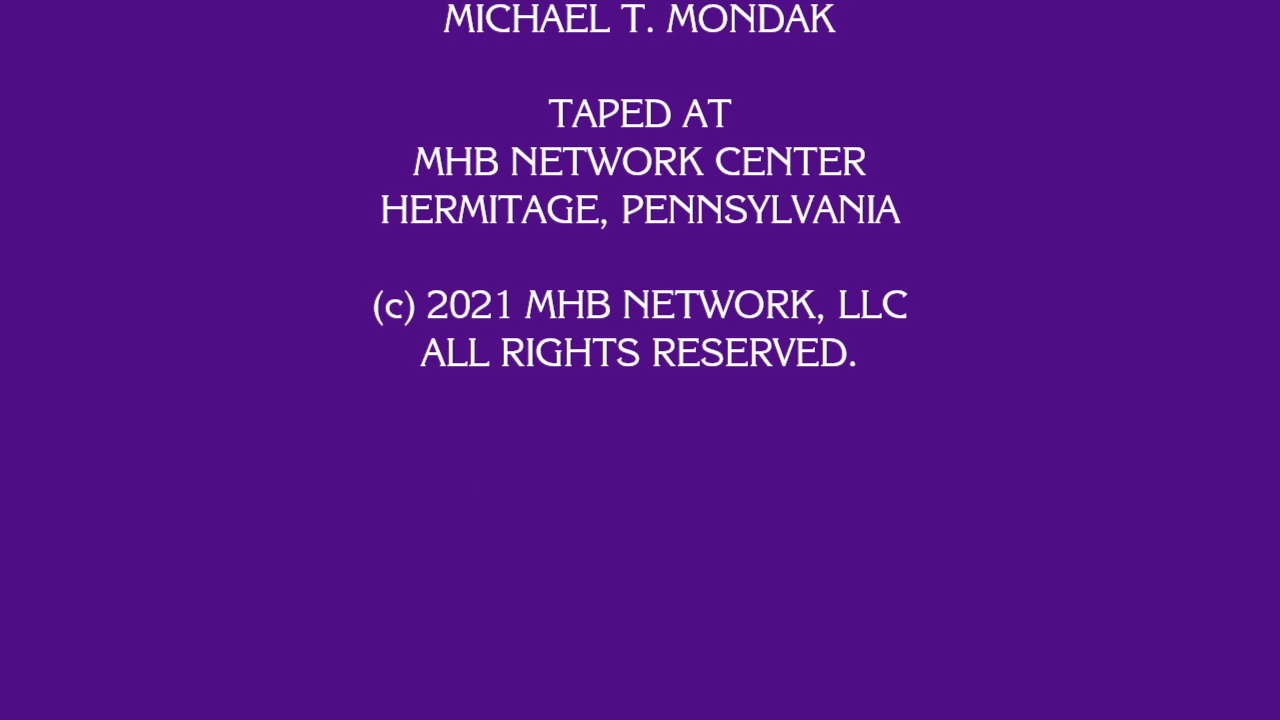 MICHAEL T. MONDAK
TAPED AT
MHB NETWORK CENTER
HERMITAGE, PENNSYLVANIA
(c) 2021 MHB NETWORK, LLC
ALL RIGHTS RESERVED.